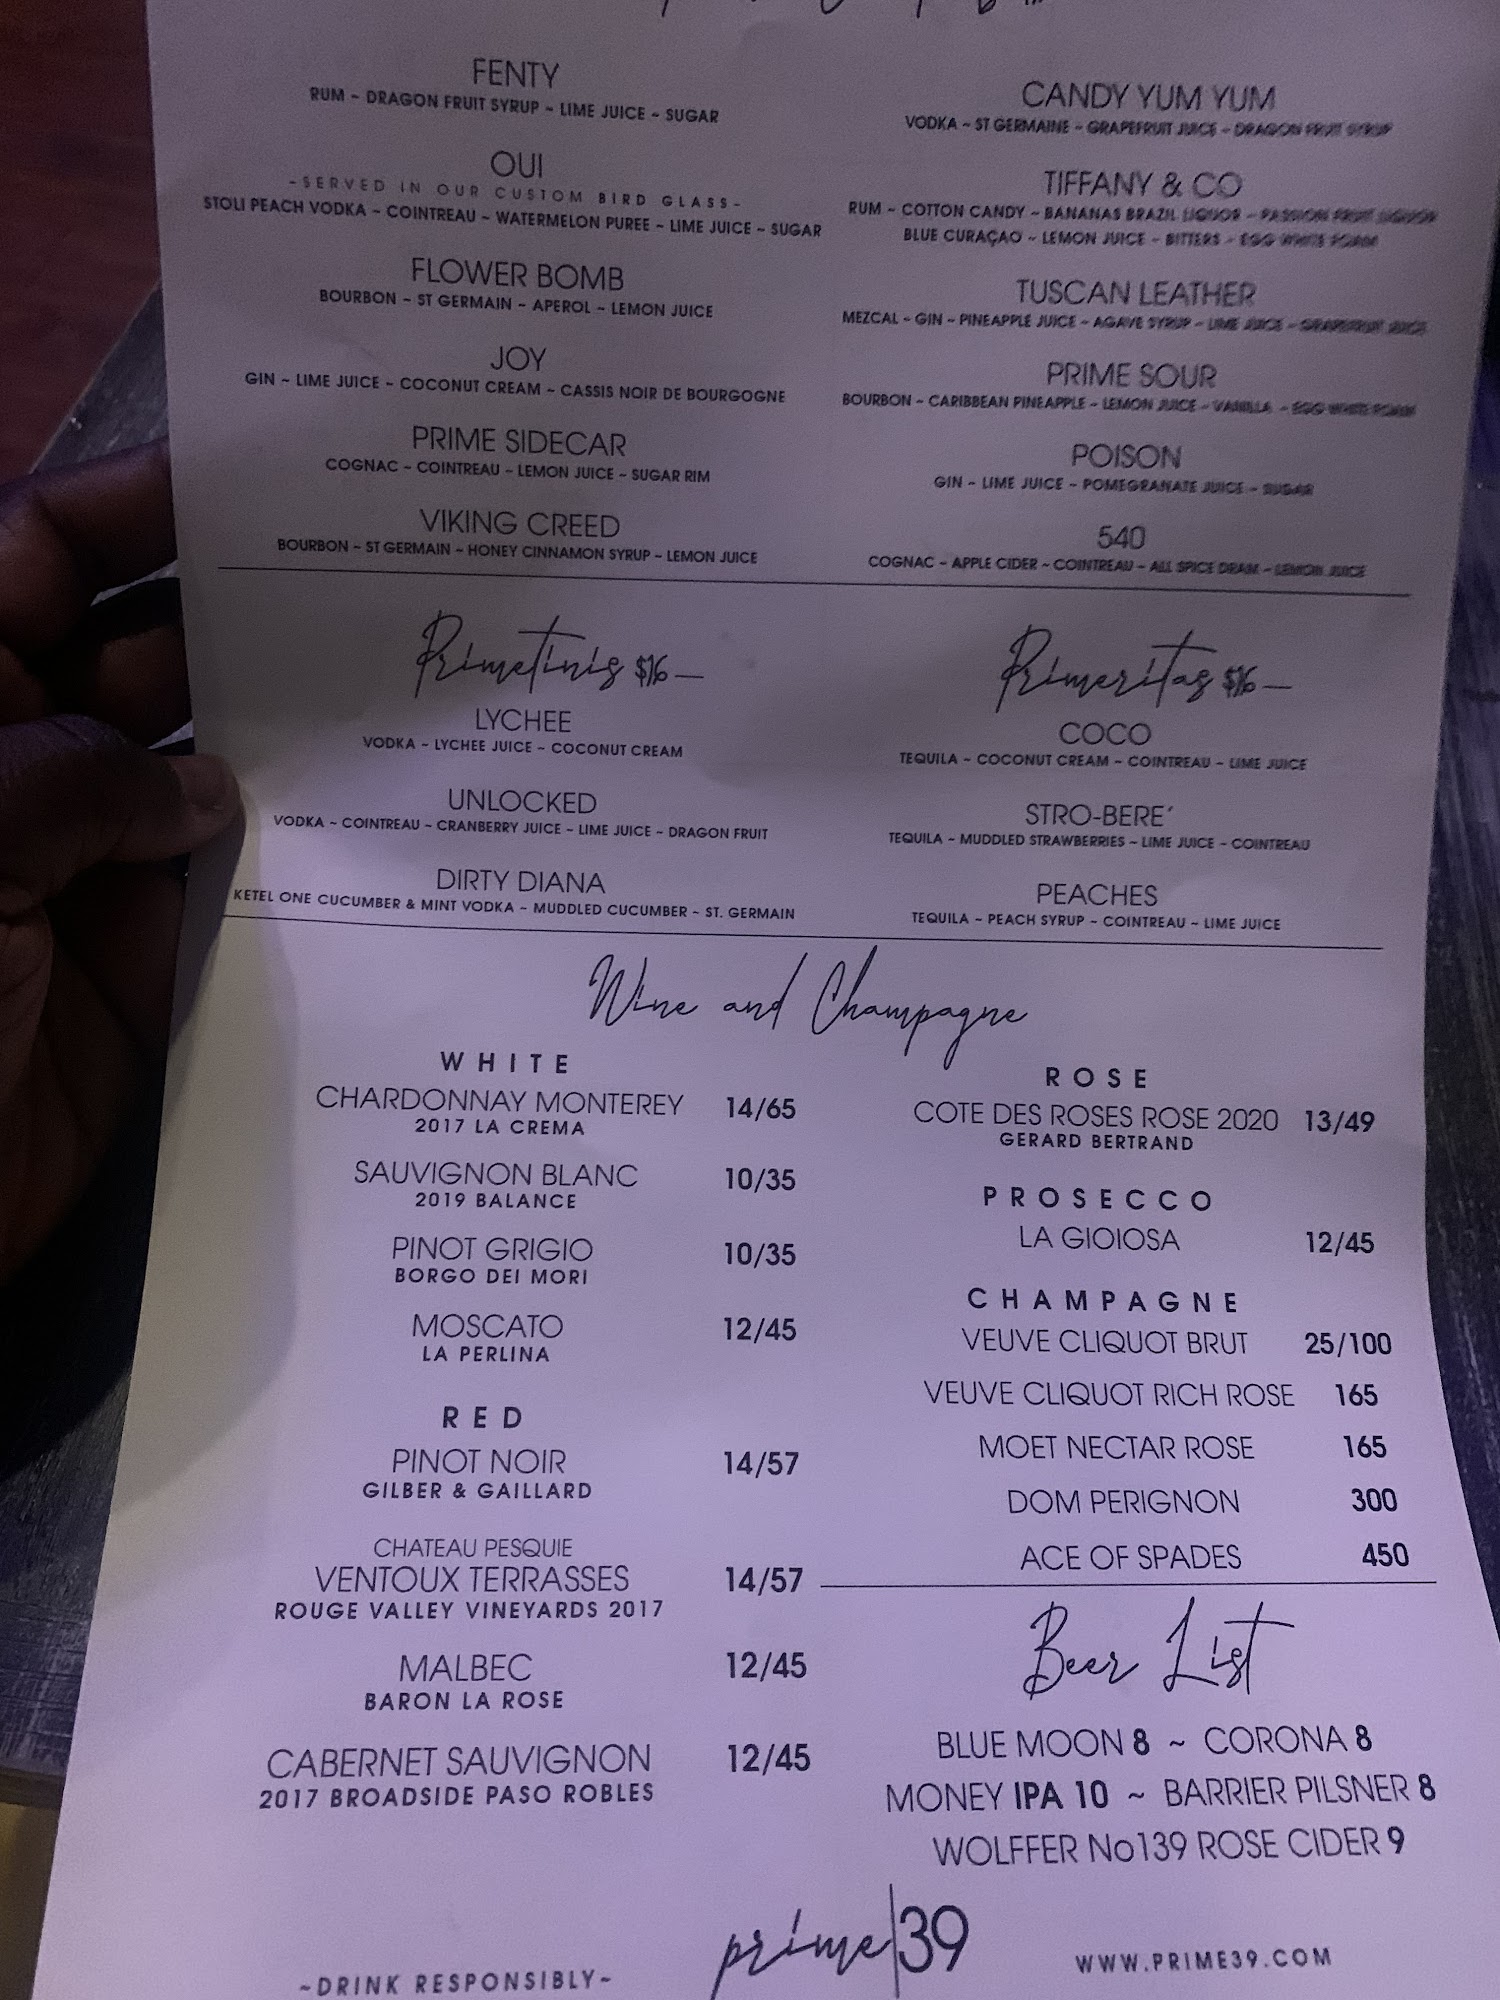 FENTY
RUM ~ DRAGON FRUIT SYRUP ~ LIME JUICE ~ SUGAR
OUI
-SERVED IN OUR CUSTOM BIRD GLASS-
STOLI PEACH VODKA ~ COINTREAU ~ WATERMELON PUREE ~ LIME JUICE ~ SUGAR
FLOWER BOMB
BOURBON ~ ST GERMAIN ~ APEROL ~ LEMON JUICE
JOY
GIN ~ LIME JUICE ~ COCONUT CREAM ~ CASSIS NOIR DE BOURGOGNE
PRIME SIDECAR
COGNAC ~ COINTREAU ~ LEMON JUICE ~ SUGAR RIM
VIKING CREED
BOURBON ~ ST GERMAIN ~ HONEY CINNAMON SYRUP ~ LEMON JUICE
CANDY YUM YUM
VODKA ~ ST GERMAINE ~ GRAPEFRUIT JUICE ~ DRAGON FRUIT SYRUP
TIFFANY & CO
RUM ~ COTTON CANDY ~ BANANAS BRAZIL LIQUOR ~ PASSION FRUIT LIQUOR
BLUE CURAÇAO ~ LEMON JUICE ~ BITTERS ~ EGG WHITE FOAM
TUSCAN LEATHER
MEZCAL ~ GIN ~ PINEAPPLE JUICE ~ AGAVE SYRUP ~ LIME JUICE ~ GRAPEFRUIT JUICE
PRIME SOUR
BOURBON ~ CARIBBEAN PINEAPPLE ~ LEMON JUICE ~ VANILLA ~ EGG WHITE FOAM
POISON
GIN ~ LIME JUICE ~ POMEGRANATE JUICE ~ SUGAR
540
COGNAC ~ APPLE CIDER ~ COINTREAU ~ ALL SPICE DRAM ~ LEMON JUICE
Primetinis $16 —
LYCHEE
VODKA ~ LYCHEE JUICE ~ COCONUT CREAM
UNLOCKED
VODKA ~ COINTREAU ~ CRANBERRY JUICE ~ LIME JUICE ~ DRAGON FRUIT
DIRTY DIANA
KETEL ONE CUCUMBER & MINT VODKA ~ MUDDLED CUCUMBER ~ ST. GERMAIN
Primeritas $16 —
COCO
TEQUILA ~ COCONUT CREAM ~ COINTREAU ~ LIME JUICE
STRO-BERE´
TEQUILA ~ MUDDLED STRAWBERRIES ~ LIME JUICE ~ COINTREAU
PEACHES
TEQUILA ~ PEACH SYRUP ~ COINTREAU ~ LIME JUICE
Wine and Champagne
WHITE
CHARDONNAY MONTEREY 14/65
2017 LA CREMA
SAUVIGNON BLANC 10/35
2019 BALANCE
PINOT GRIGIO 10/35
BORGO DEI MORI
MOSCATO 12/45
LA PERLINA
RED
PINOT NOIR 14/57
GILBER & GAILLARD
CHATEAU PESQUIE
VENTOUX TERRASSES 14/57
ROUGE VALLEY VINEYARDS 2017
MALBEC 12/45
BARON LA ROSE
CABERNET SAUVIGNON 12/45
2017 BROADSIDE PASO ROBLES
ROSE
COTE DES ROSES ROSE 2020 13/49
GERARD BERTRAND
PROSECCO
LA GIOIOSA 12/45
CHAMPAGNE
VEUVE CLIQUOT BRUT 25/100
VEUVE CLIQUOT RICH ROSE 165
MOET NECTAR ROSE 165
DOM PERIGNON 300
ACE OF SPADES 450
Beer List
BLUE MOON 8 ~ CORONA 8
MONEY IPA 10 ~ BARRIER PILSNER 8
WOLFFER No139 ROSE CIDER 9
~DRINK RESPONSIBLY~
prime|39
WWW.PRIME39.COM